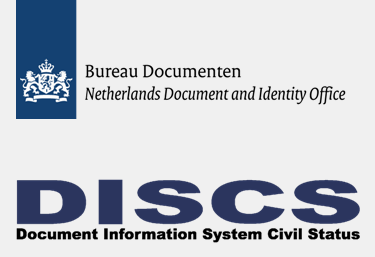 Bureau Documenten
Netherlands Document and Identity Office
DISCS
Document Information System Civil Status